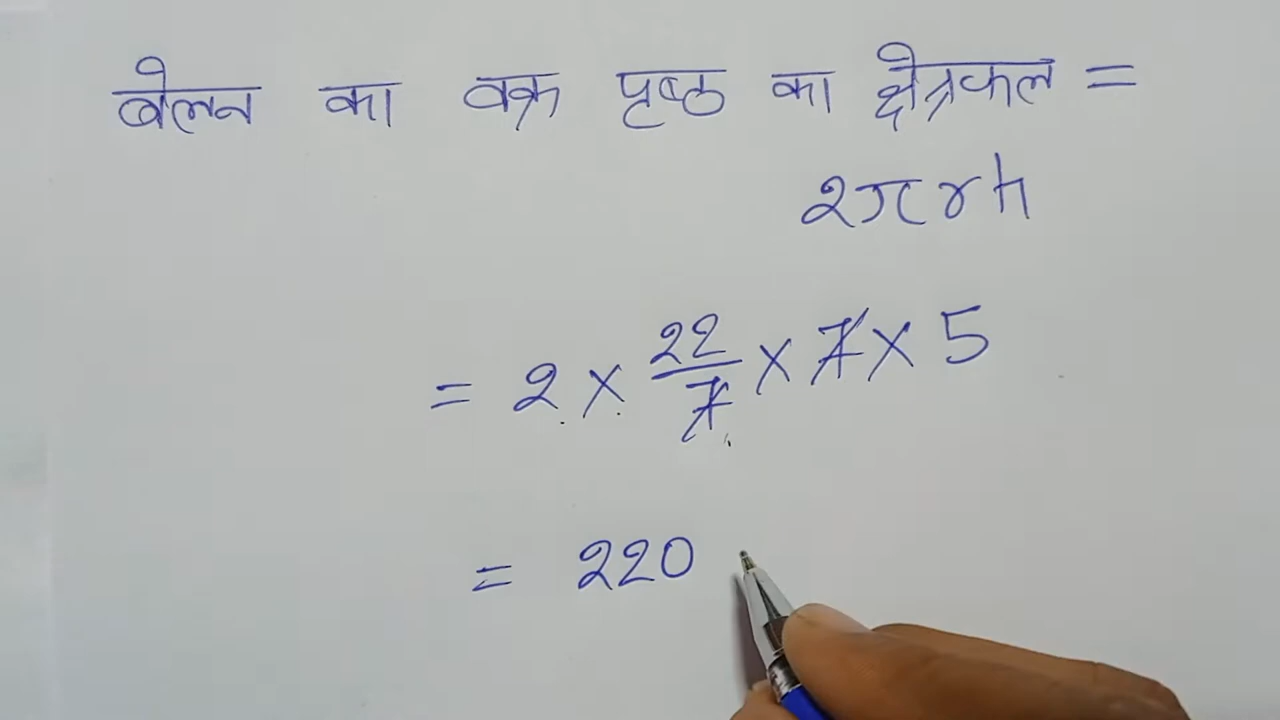 बेलन का वक्र पृष्ठ का क्षेत्रफल =
2πrh
= 2 × 22/7 × 7 × 5
= 220